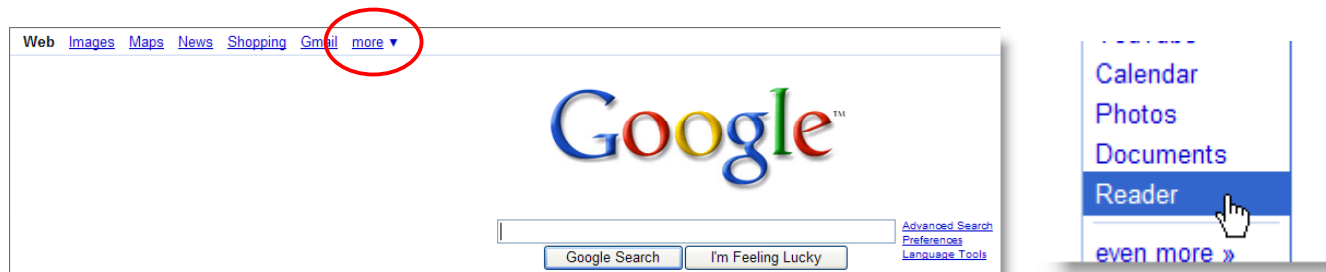 Web Images Maps News Shopping Gmail more ▼
Google™
Advanced Search
Preferences
Language Tools
Google Search I'm Feeling Lucky
Calendar
Photos
Documents
Reader
even more »